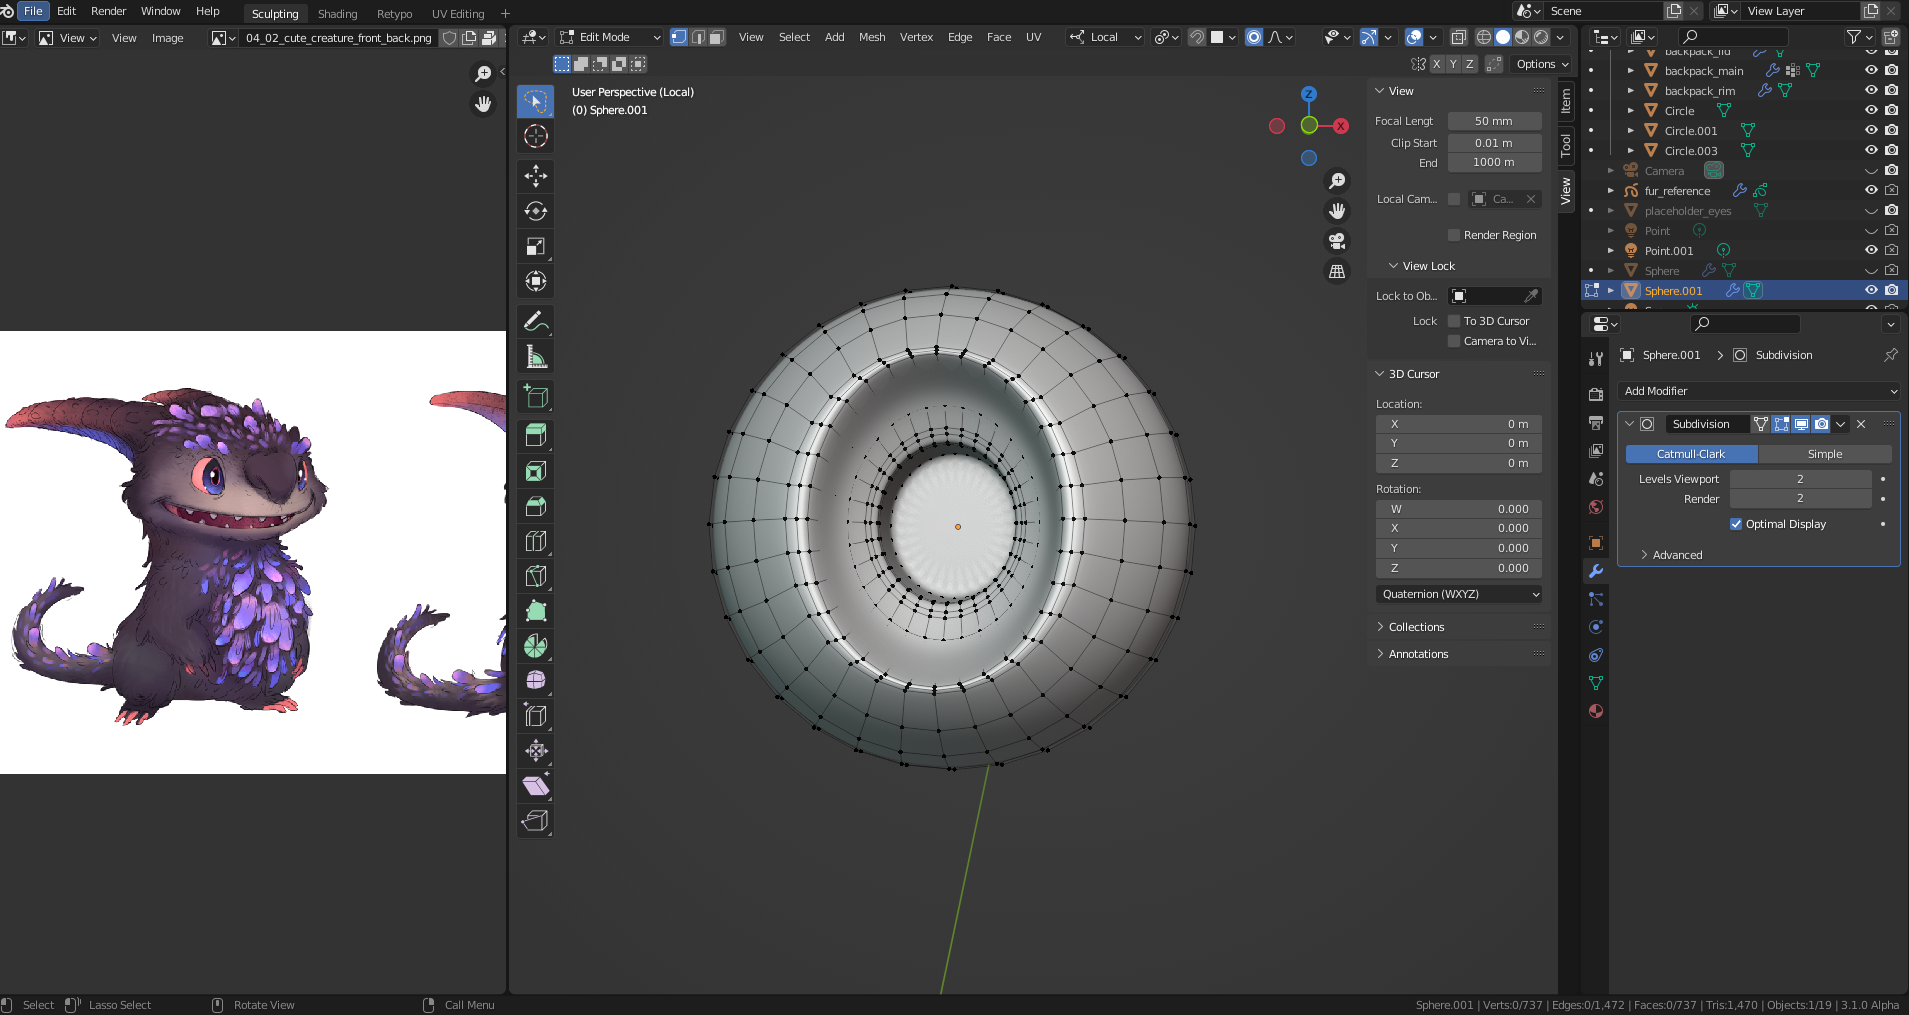 File Edit Render Window Help Sculpting Shading Retypo UV Editing + Scene View Layer
View View Image 04_02_cute_creature_front_back.png Edit Mode View Select Add Mesh Vertex Edge Face UV Local
X Y Z Options
User Perspective (Local)
(0) Sphere.001
Z
X
View
Focal Lengt 50 mm
Clip Start 0.01 m
End 1000 m
Local Cam... Ca...
Render Region
View Lock
Lock to Ob...
Lock To 3D Cursor
Camera to Vi...
3D Cursor
Location:
X 0 m
Y 0 m
Z 0 m
Rotation:
W 0.000
X 0.000
Y 0.000
Z 0.000
Quaternion (WXYZ)
Collections
Annotations
Item
Tool
View
backpack_lid
backpack_main
backpack_rim
Circle
Circle.001
Circle.003
Camera
fur_reference
placeholder_eyes
Point
Point.001
Sphere
Sphere.001
Sphere.001 Subdivision
Add Modifier
Subdivision
Catmull-Clark Simple
Levels Viewport 2
Render 2
Optimal Display
Advanced
Select Lasso Select Rotate View Call Menu Sphere.001 | Verts:0/737 | Edges:0/1,472 | Faces:0/737 | Tris:1,470 | Objects:1/19 | 3.1.0 Alpha